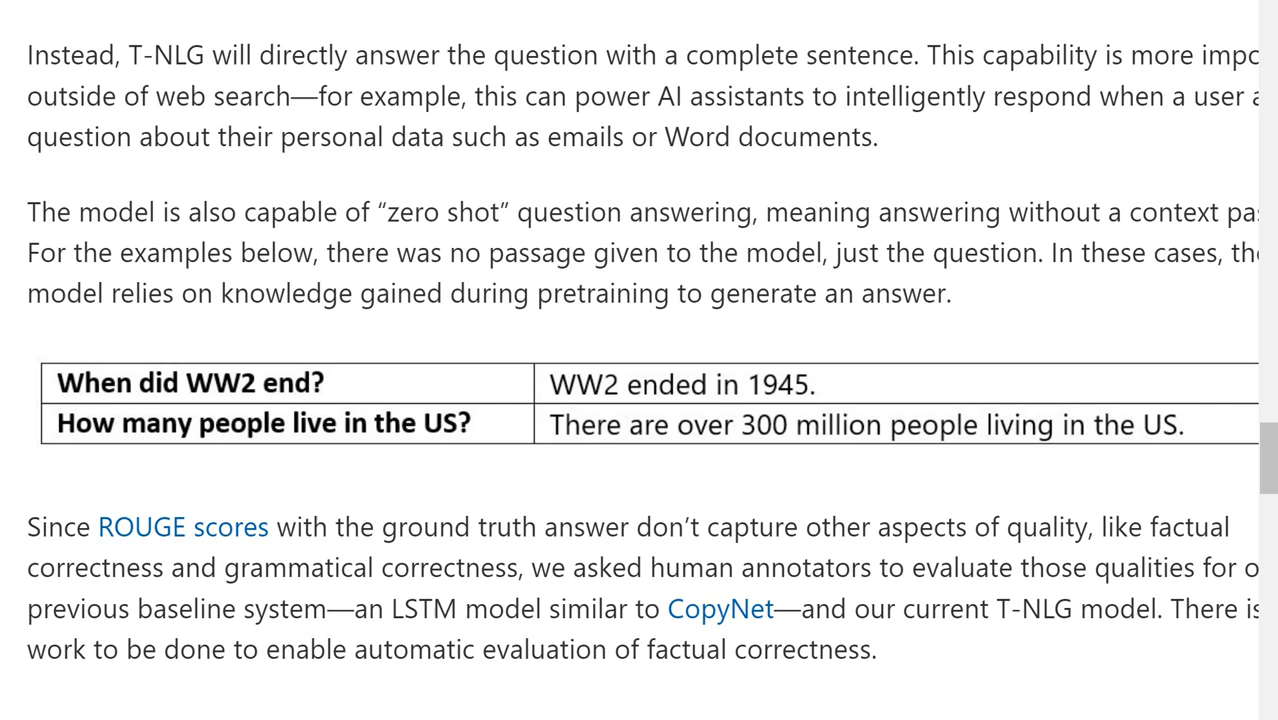 Instead, T-NLG will directly answer the question with a complete sentence. This capability is more
outside of web search—for example, this can power AI assistants to intelligently respond when a user
question about their personal data such as emails or Word documents.
The model is also capable of “zero shot” question answering, meaning answering without a context
For the examples below, there was no passage given to the model, just the question. In these cases,
model relies on knowledge gained during pretraining to generate an answer.
When did WW2 end? WW2 ended in 1945.
How many people live in the US? There are over 300 million people living in the US.
Since ROUGE scores with the ground truth answer don’t capture other aspects of quality, like factual
correctness and grammatical correctness, we asked human annotators to evaluate those qualities for
previous baseline system—an LSTM model similar to CopyNet—and our current T-NLG model. There is
work to be done to enable automatic evaluation of factual correctness.